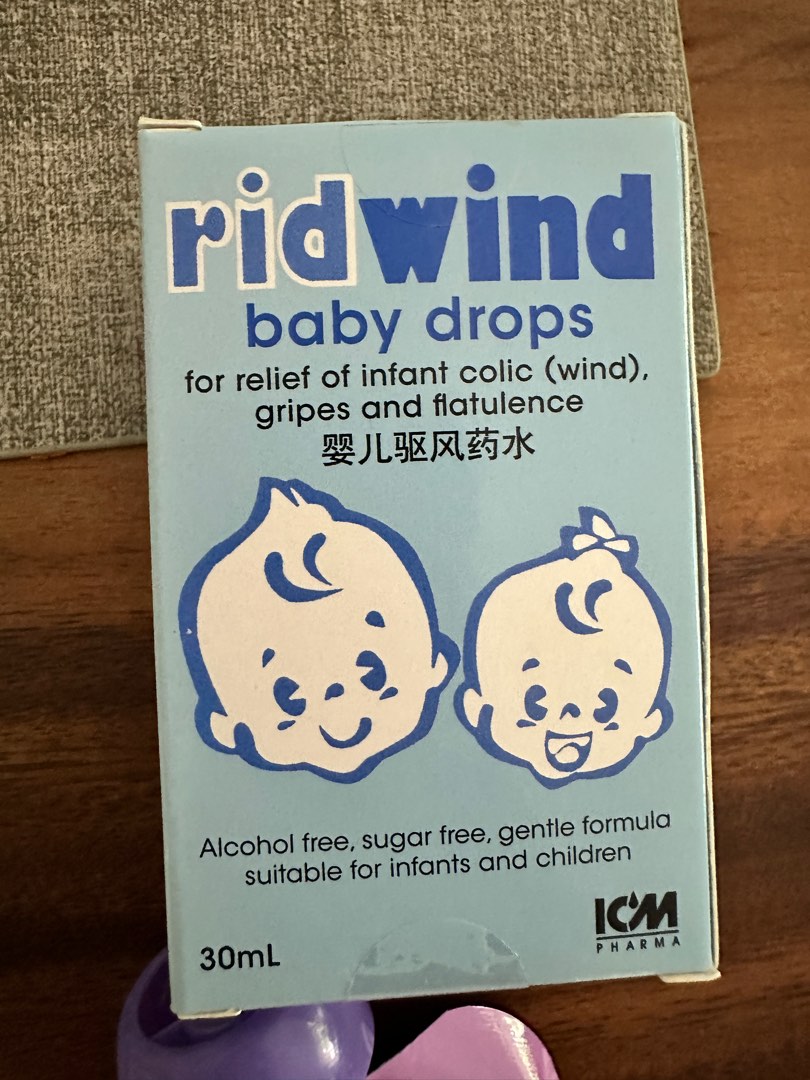 ridwind
baby drops
for relief of infant colic (wind),
gripes and flatulence
婴儿驱风药水
Alcohol free, sugar free, gentle formula
suitable for infants and children
30mL
ICM
PHARMA